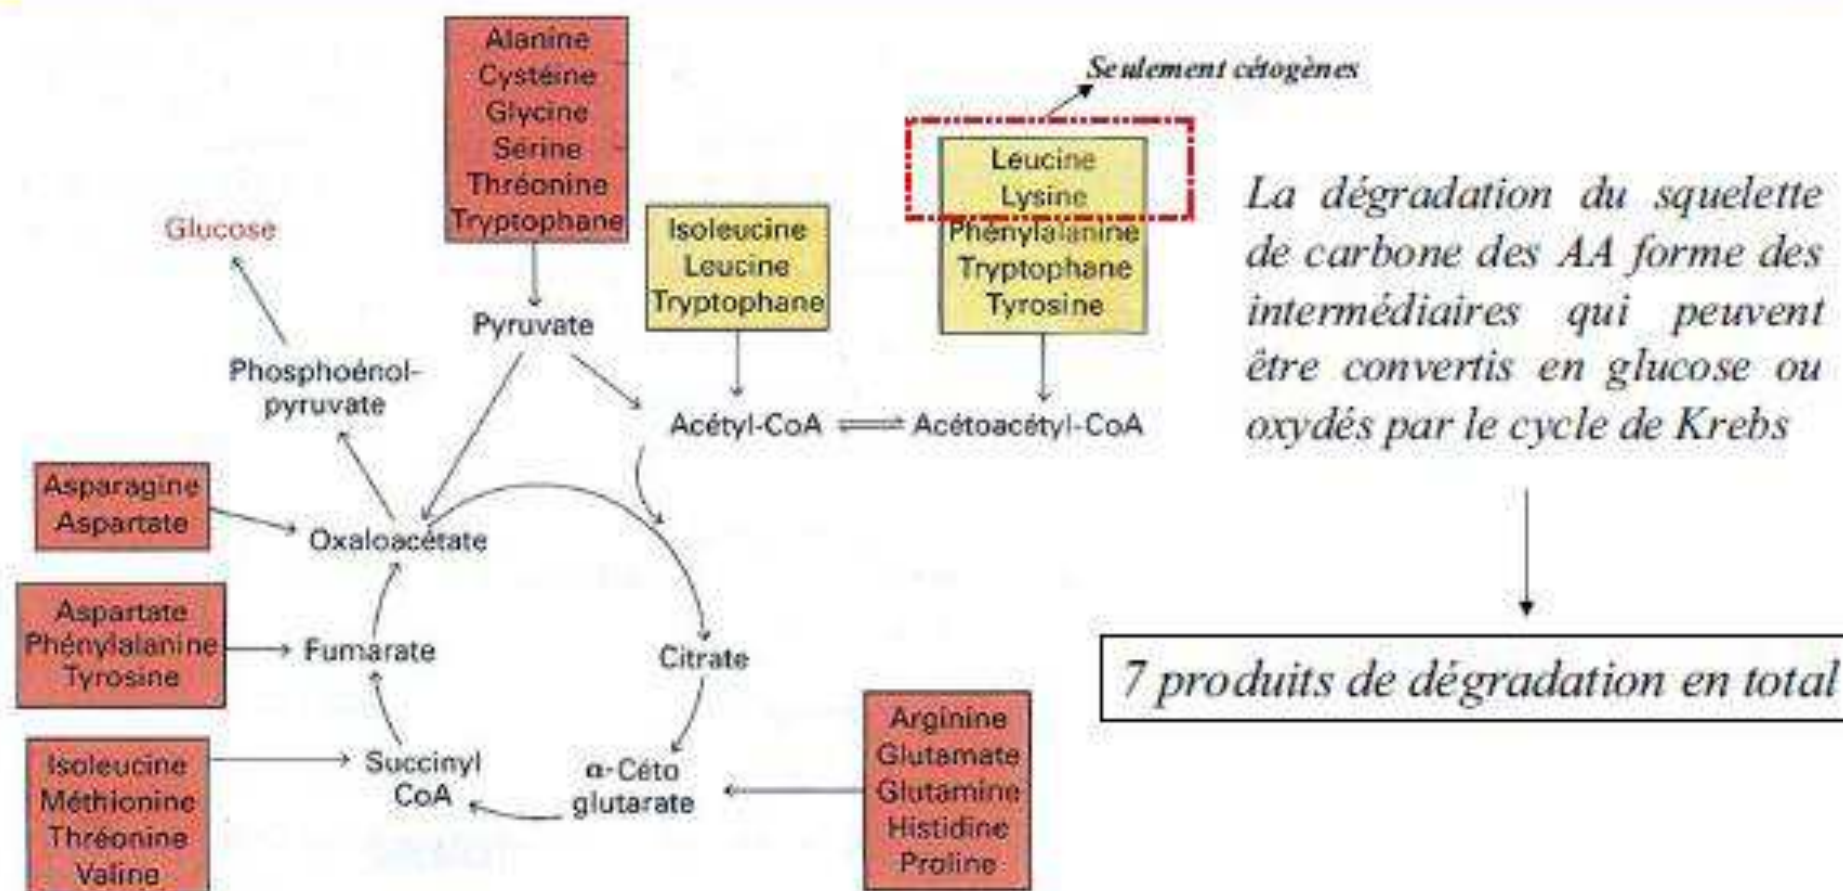 Alanine
Cystéine
Glycine
Sérine
Thréonine
Tryptophane
Seulement cétogènes
Leucine
Lysine
Phénylalanine
Tryptophane
Tyrosine
Isoleucine
Leucine
Tryptophane
Glucose
Pyruvate
Phosphoénol-
pyruvate
Acétyl-CoA
Acétoacétyl-CoA
La dégradation du squelette
de carbone des AA forme des
intermédiaires qui peuvent
être convertis en glucose ou
oxydés par le cycle de Krebs
Asparagine
Aspartate
Oxaloacétate
Aspartate
Phénylalanine
Tyrosine
Fumarate
Citrate
7 produits de dégradation en total
Isoleucine
Méthionine
Thréonine
Valine
Succinyl
CoA
α-Céto
glutarate
Arginine
Glutamate
Glutamine
Histidine
Proline